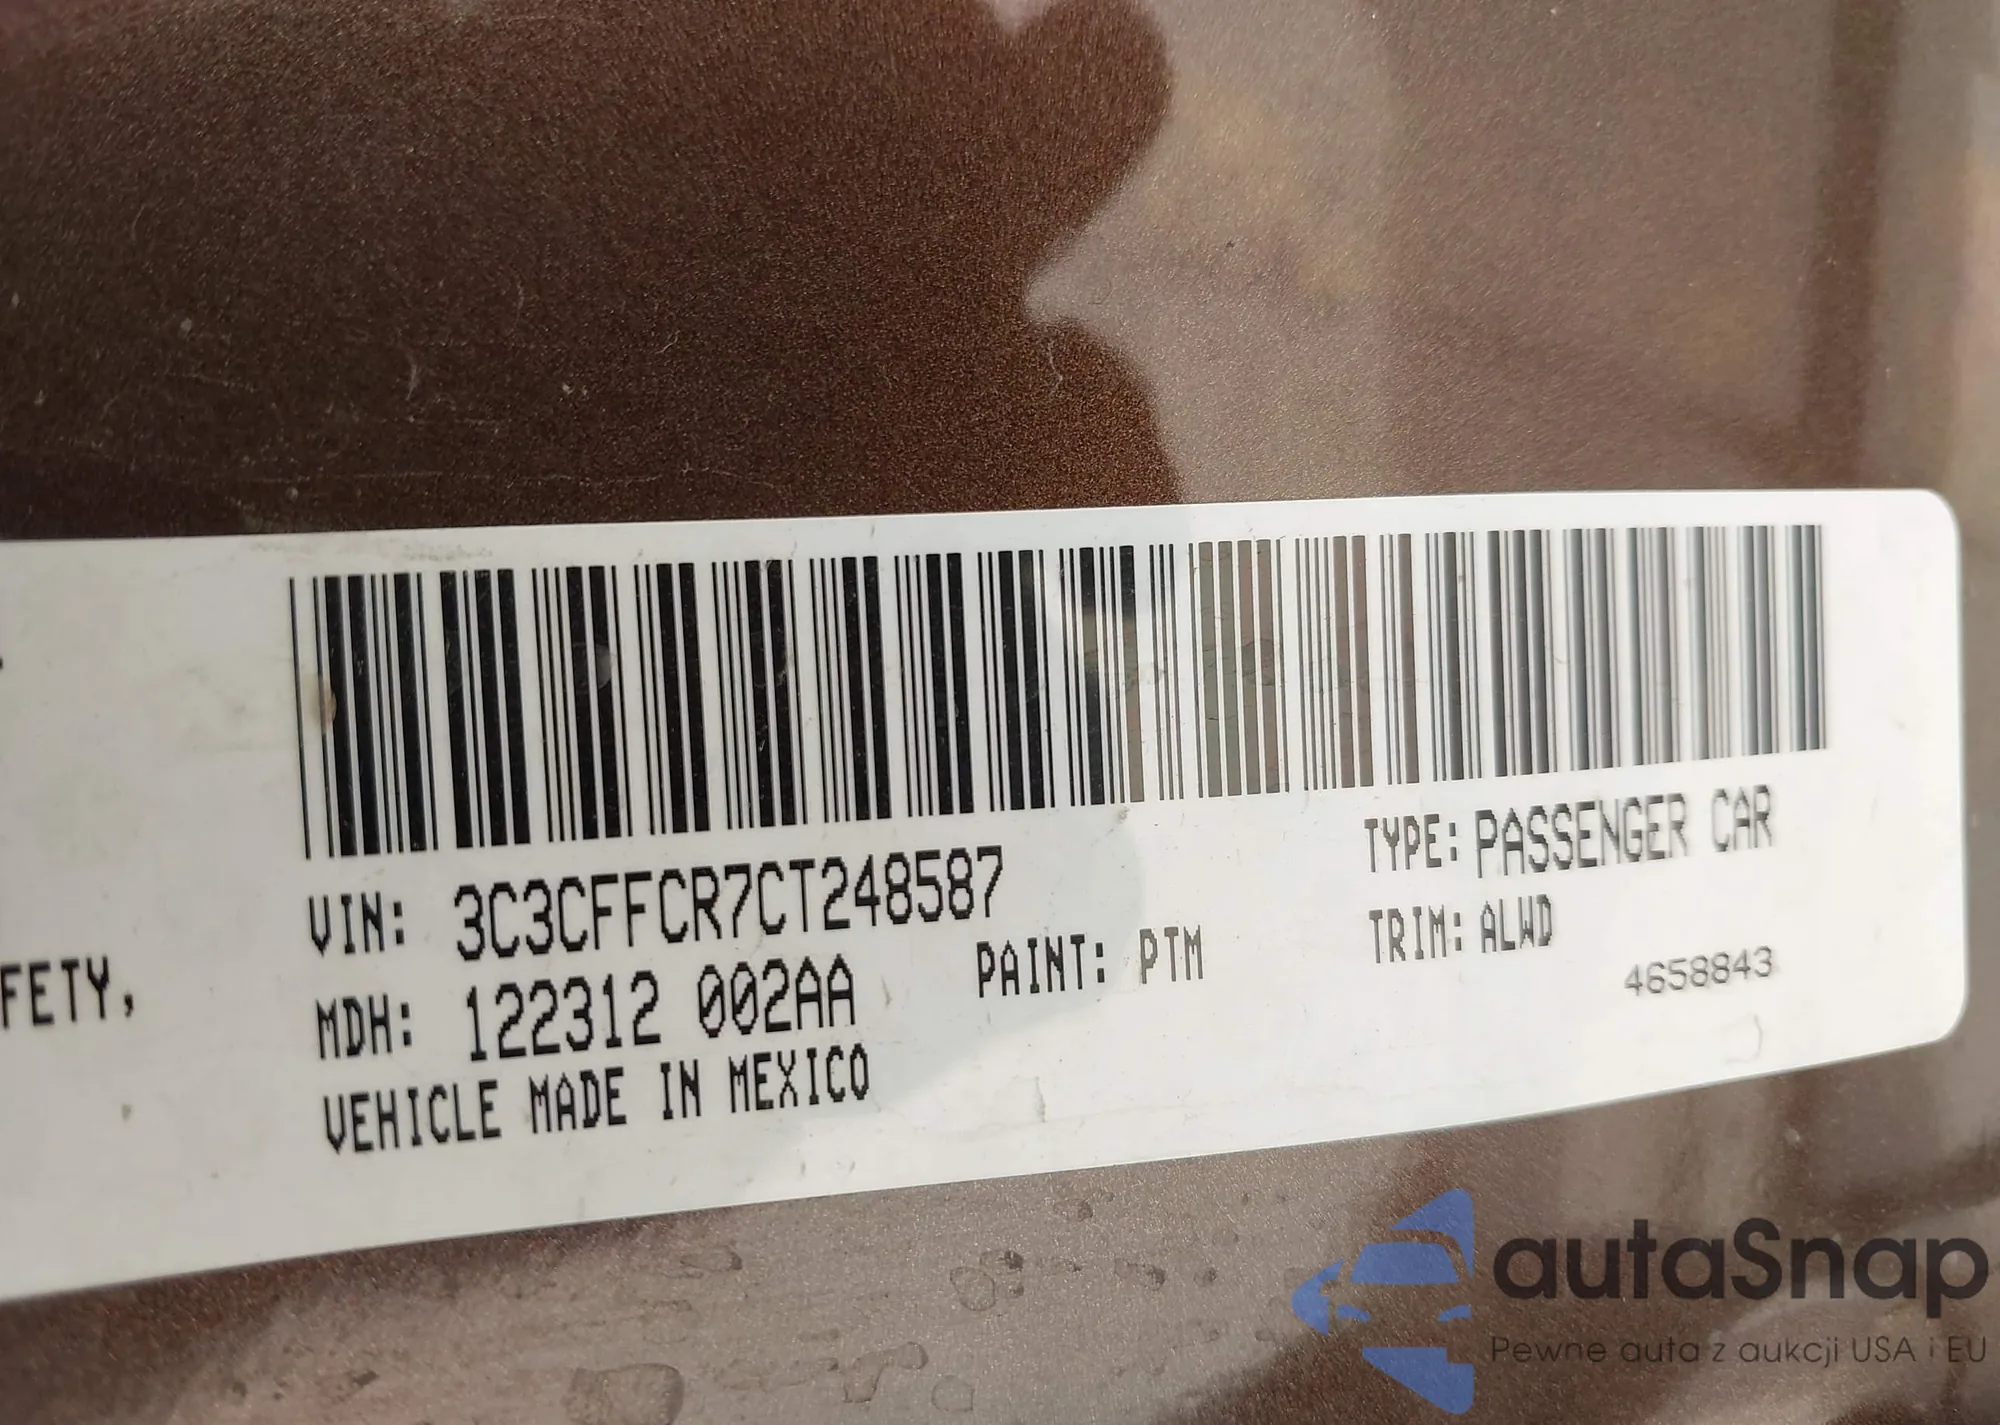 VIN: 3C3CFFCR7CT248587
TYPE: PASSENGER CAR
FETY,
MDH: 122312 002AA
PAINT: PTM
TRIM: ALWD
4658843
VEHICLE MADE IN MEXICO
autaSnap
Pewne auta z aukcji USA i EU